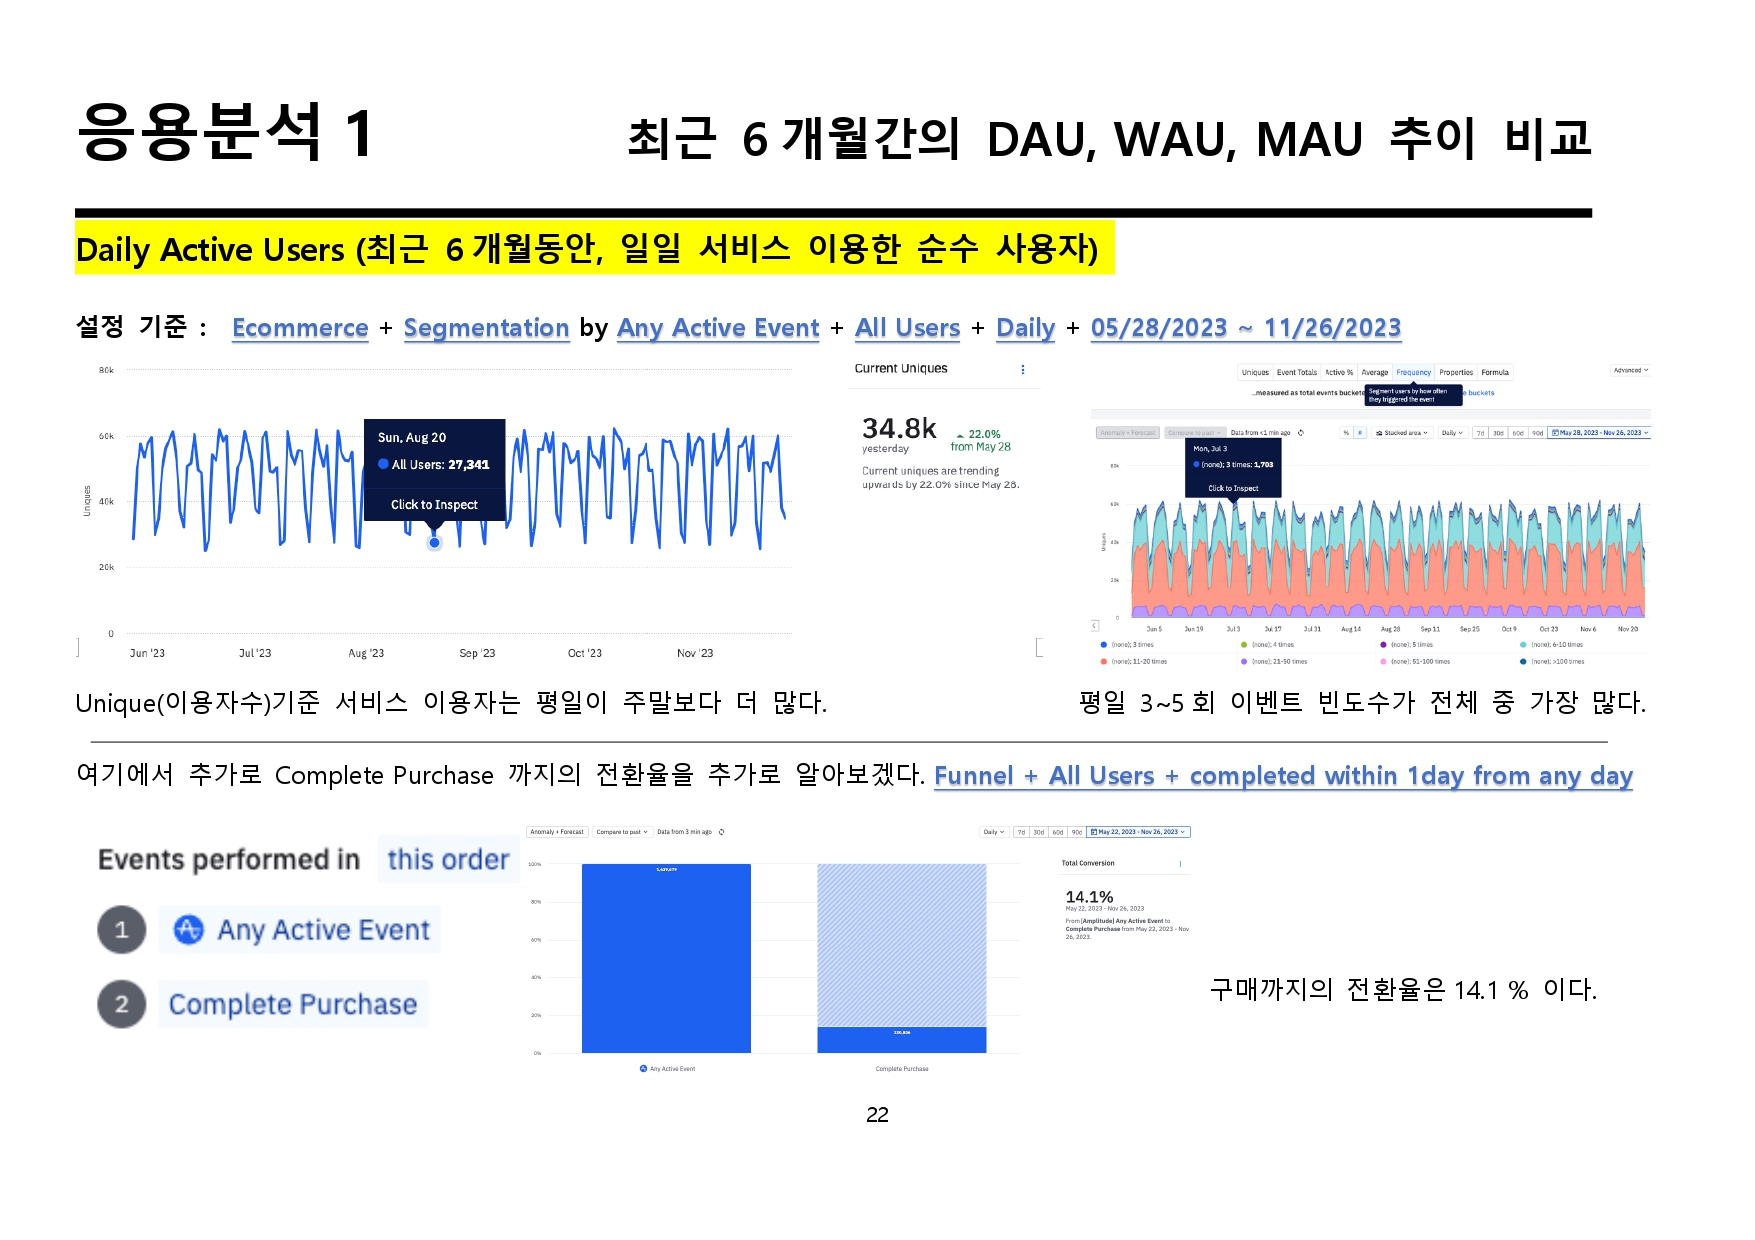 응용분석 1 최근 6개월간의 DAU, WAU, MAU 추이 비교
Daily Active Users (최근 6개월동안, 일일 서비스 이용한 순수 사용자)
설정 기준 : Ecommerce + Segmentation by Any Active Event + All Users + Daily + 05/28/2023 ~ 11/26/2023
80k
60k
40k
20k
0
Uniques
Sun, Aug 20
All Users: 27,341
Click to Inspect
Jun '23 Jul '23 Aug '23 Sep '23 Oct '23 Nov '23
Current Uniques
34.8k
yesterday
22.0%
from May 28
Current uniques are trending
upwards by 22.0% since May 28.
Uniques Event Totals Active % Average Frequency Properties Formula
Advanced
...measured as total events buckets
e buckets
Segment users by how often
they triggered the event
Anomaly + Forecast Compare to past Data from <1 min ago % # Stacked area Daily 7d 30d 60d 90d May 28, 2023 - Nov 26, 2023
Mon, Jul 3
(none); 3 times: 1,703
Click to Inspect
80k
60k
40k
20k
0
Uniques
Jun 5 Jun 19 Jul 3 Jul 17 Jul 31 Aug 14 Aug 28 Sep 11 Sep 25 Oct 9 Oct 23 Nov 6 Nov 20
(none); 3 times (none); 4 times (none); 5 times (none); 6-10 times
(none); 11-20 times (none); 21-50 times (none); 51-100 times (none); >100 times
Unique(이용자수)기준 서비스 이용자는 평일이 주말보다 더 많다.
평일 3~5회 이벤트 빈도수가 전체 중 가장 많다.
여기에서 추가로 Complete Purchase 까지의 전환율을 추가로 알아보겠다. Funnel + All Users + completed within 1day from any day
Events performed in this order
1 Any Active Event
2 Complete Purchase
Anomaly + Forecast Compare to past Data from 3 min ago Daily 7d 30d 60d 90d May 22, 2023 - Nov 26, 2023
100%
80%
60%
40%
20%
0%
Any Active Event Complete Purchase
Total Conversion
14.1%
May 22, 2023 - Nov 26, 2023
From [Amplitude] Any Active Event to
Complete Purchase from May 22, 2023 - Nov
26, 2023.
구매까지의 전환율은 14.1 % 이다.
22